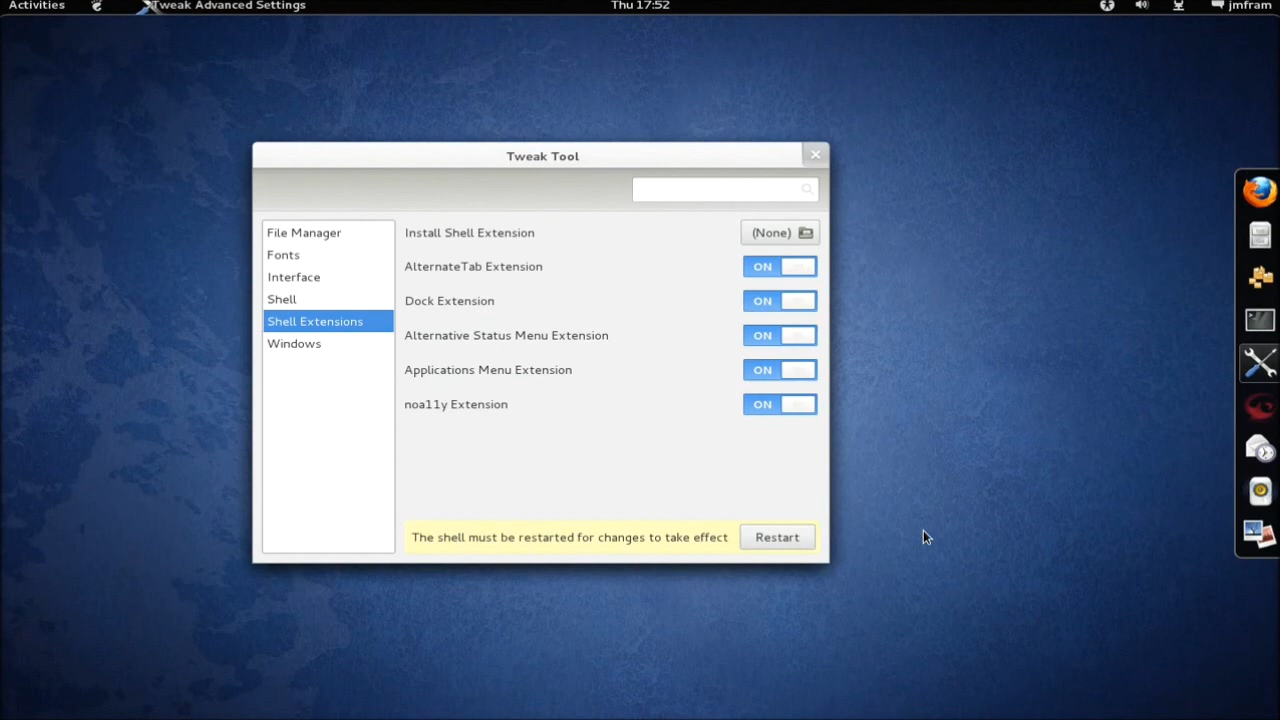 Activities
Tweak Advanced Settings
Thu 17:52
jmfram
Tweak Tool
File Manager
Fonts
Interface
Shell
Shell Extensions
Windows
Install Shell Extension
(None)
AlternateTab Extension
ON
Dock Extension
ON
Alternative Status Menu Extension
ON
Applications Menu Extension
ON
noa11y Extension
ON
The shell must be restarted for changes to take effect
Restart